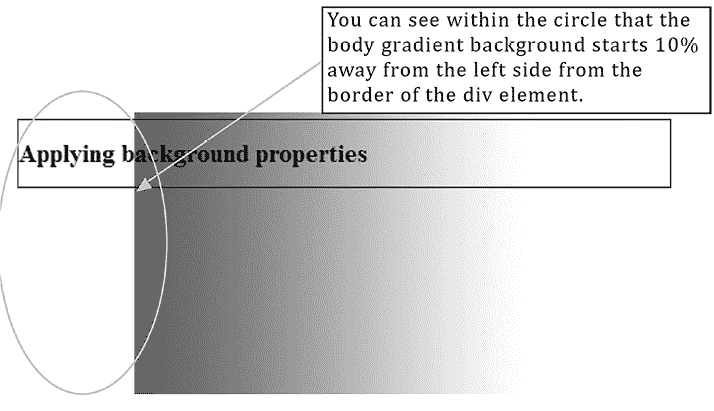 You can see within the circle that the
body gradient background starts 10%
away from the left side from the
border of the div element.
Applying background properties